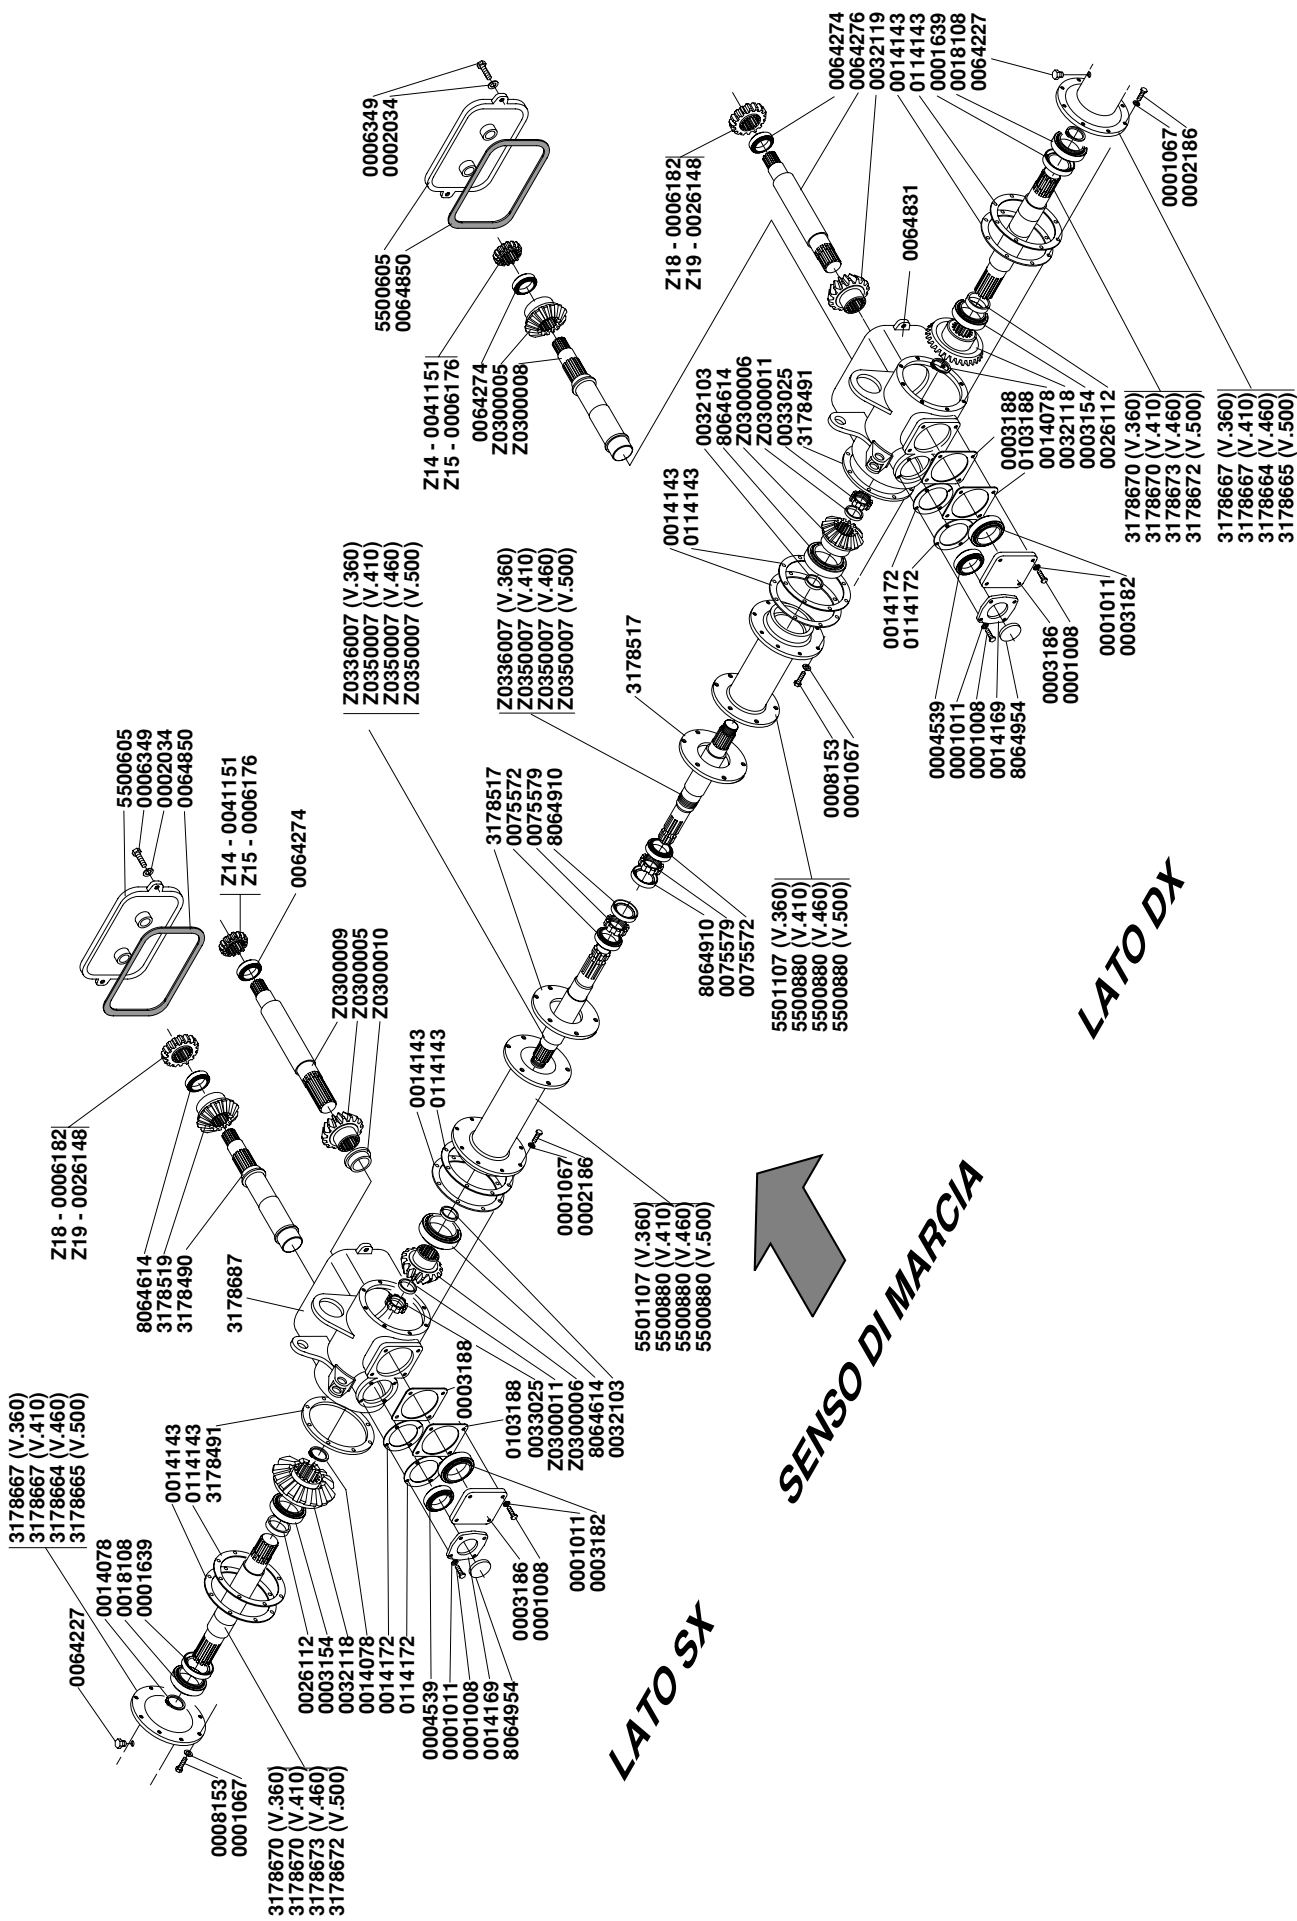 3178667 (V.360)
3178667 (V.410)
3178664 (V.460)
3178665 (V.500)
0064227
0014078
0018108
0001639
0014143
0114143
3178491
0008153
0001067
3178670 (V.360)
3178670 (V.410)
3178673 (V.460)
3178672 (V.500)
0026112
0003154
0032118
0014078
0014172
0114172
0004539
0001011
0001008
0014169
8064954
0003186
0001008
0001011
0003182
Z18 - 0006182
Z19 - 0026148
8064614
3178519
3178490
3178687
5500605
0006349
0002034
0064850
Z14 - 0041151
Z15 - 0006176
0064274
Z0300009
Z0300005
Z0300010
0014143
0114143
0003188
0103188
0033025
Z0300011
Z0300006
8064614
0032103
0001067
0002186
5501107 (V.360)
5500880 (V.410)
5500880 (V.460)
5500880 (V.500)
Z0336007 (V.360)
Z0350007 (V.410)
Z0350007 (V.460)
Z0350007 (V.500)
3178517
0075572
0075579
8064910
Z0336007 (V.360)
Z0350007 (V.410)
Z0350007 (V.460)
Z0350007 (V.500)
3178517
8064910
0075579
0075572
5501107 (V.360)
5500880 (V.410)
5500880 (V.460)
5500880 (V.500)
0008153
0001067
0006349
0002034
5500605
0064850
Z14 - 0041151
Z15 - 0006176
0064274
Z0300005
Z0300008
0014143
0114143
0032103
8064614
Z0300006
Z0300011
0033025
3178491
Z18 - 0006182
Z19 - 0026148
0064831
0064274
0064276
0032119
0014143
0114143
0001639
0018108
0064227
0001067
0002186
0014172
0114172
0004539
0001011
0001008
0014169
8064954
0003186
0001008
0001011
0003182
0003188
0103188
0014078
0032118
0003154
0026112
3178670 (V.360)
3178670 (V.410)
3178673 (V.460)
3178672 (V.500)
3178667 (V.360)
3178667 (V.410)
3178664 (V.460)
3178665 (V.500)
LATO SX
SENSO DI MARCIA
LATO DX